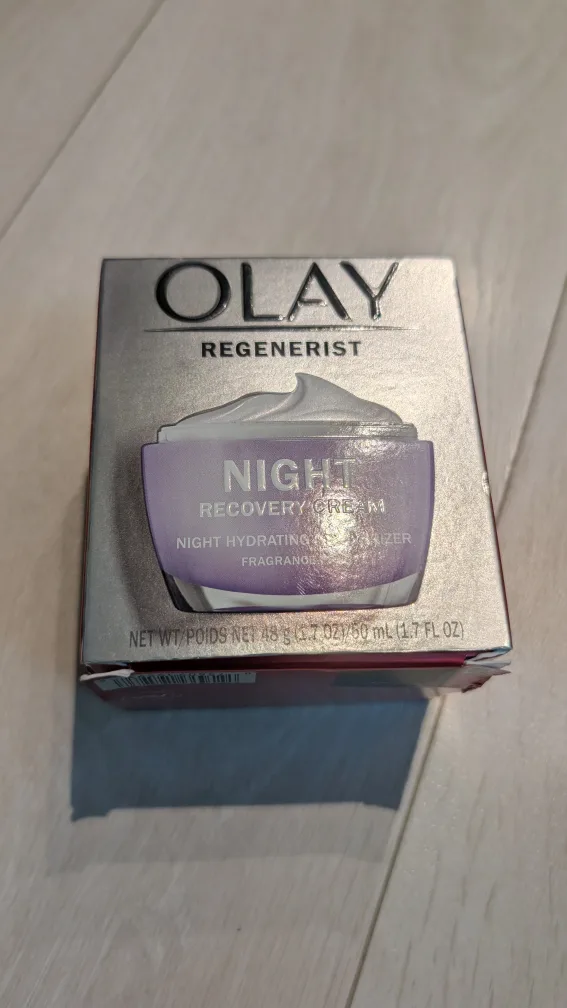 OLAY
REGENERIST
NIGHT
RECOVERY CREAM
NIGHT HYDRATING
FRAGRANCE
NET WT/POIDS NET 48 g (1.7 OZ)/50 mL (1.7 FL OZ)